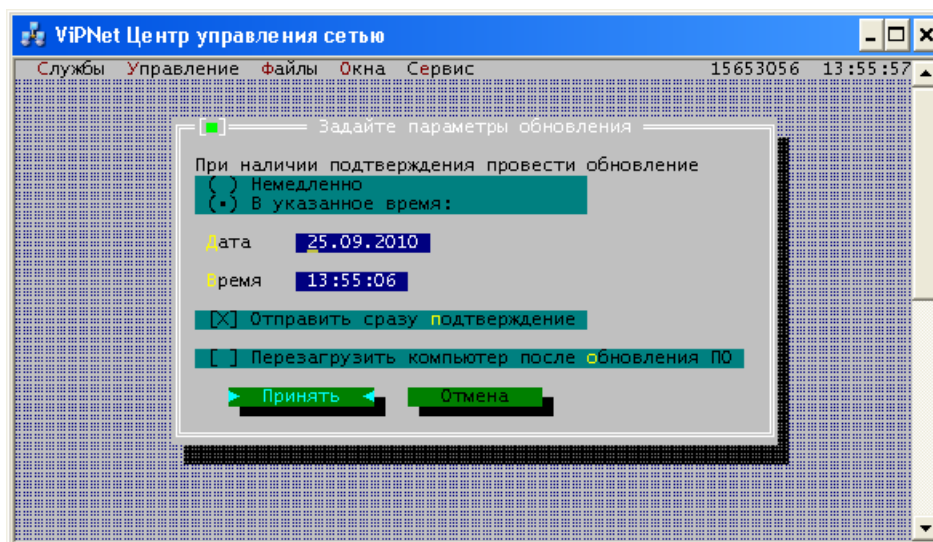 ViPNet Центр управления сетью
Службы Управление Файлы Окна Сервис 15653056 13:55:57
Задайте параметры обновления
При наличии подтверждения провести обновление
( ) Немедленно
(•) В указанное время:
Дата 25.09.2010
Время 13:55:06
[X] Отправить сразу подтверждение
[ ] Перезагрузить компьютер после обновления ПО
Принять Отмена